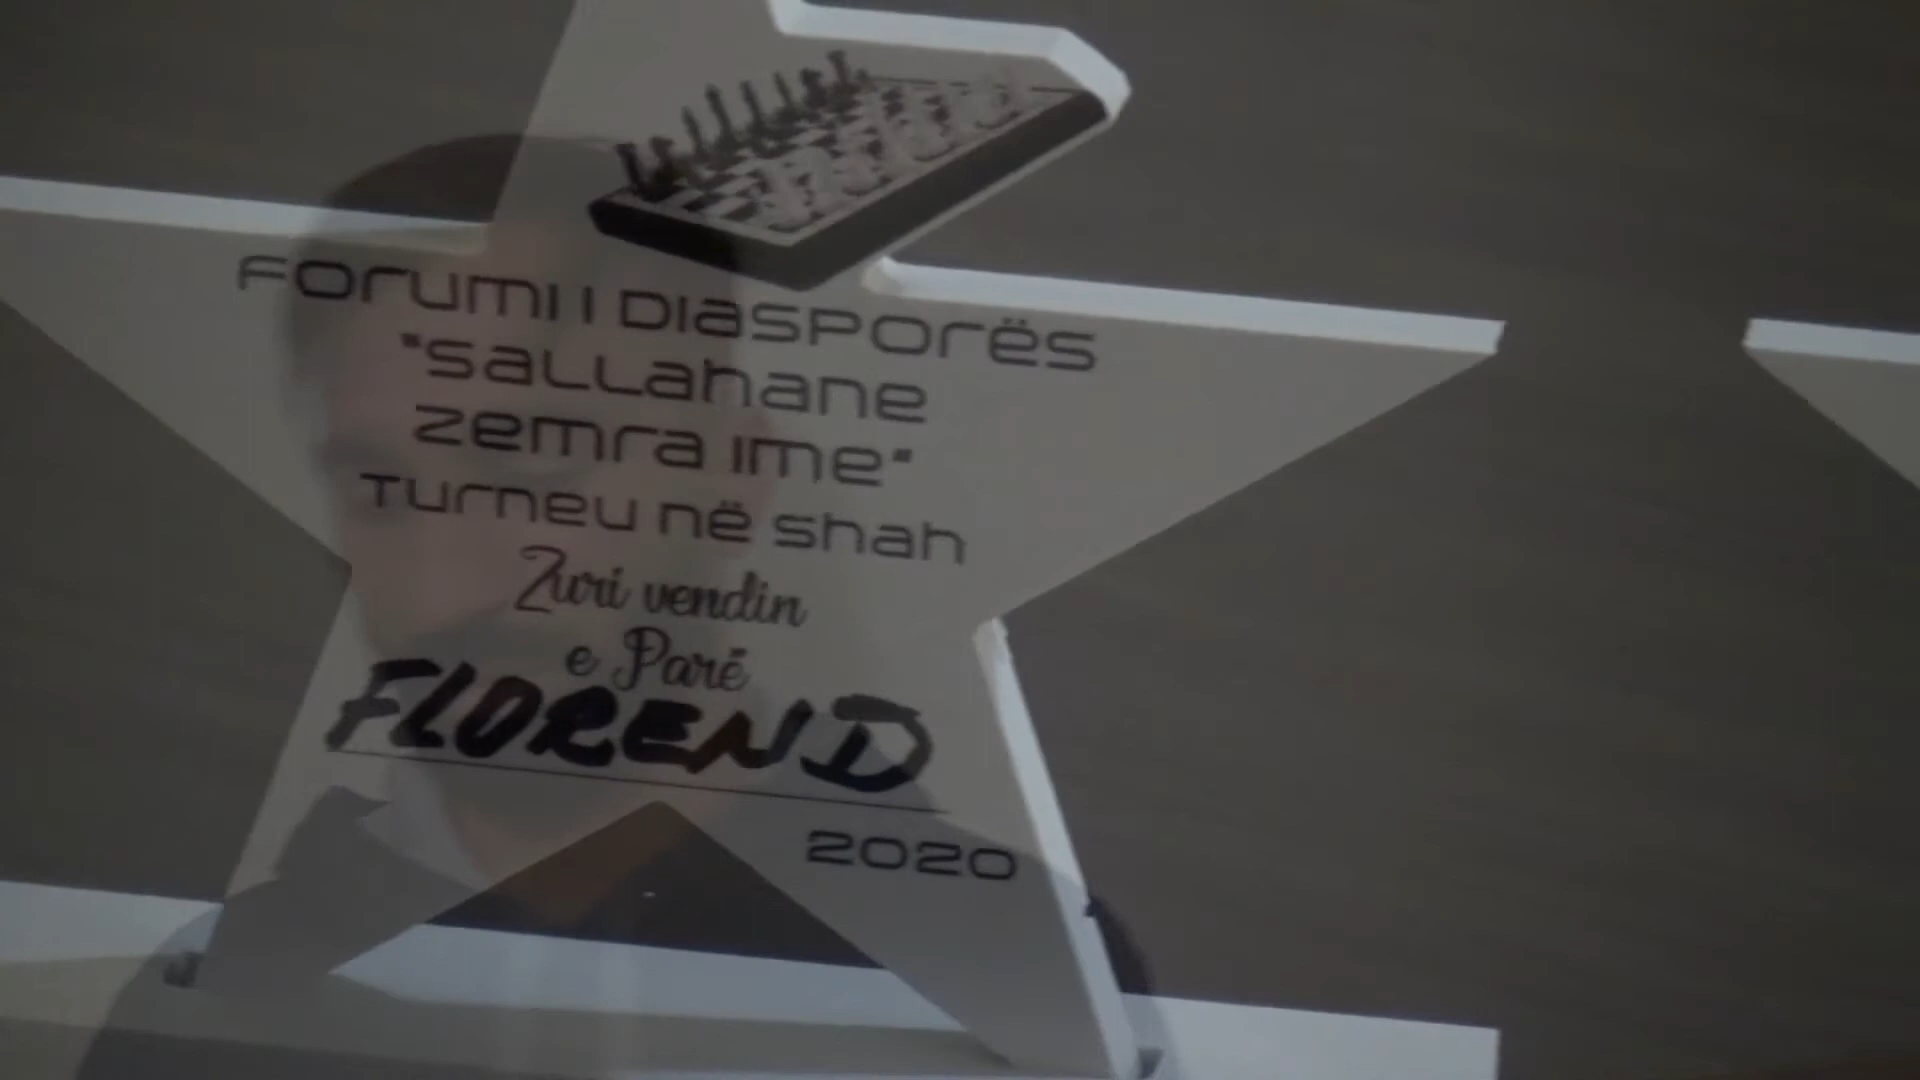 Forumi i Diasporës
"Sallahane
zemra ime"
Turneu në shah
Zuri vendin
e Parë
FLOREND
2020